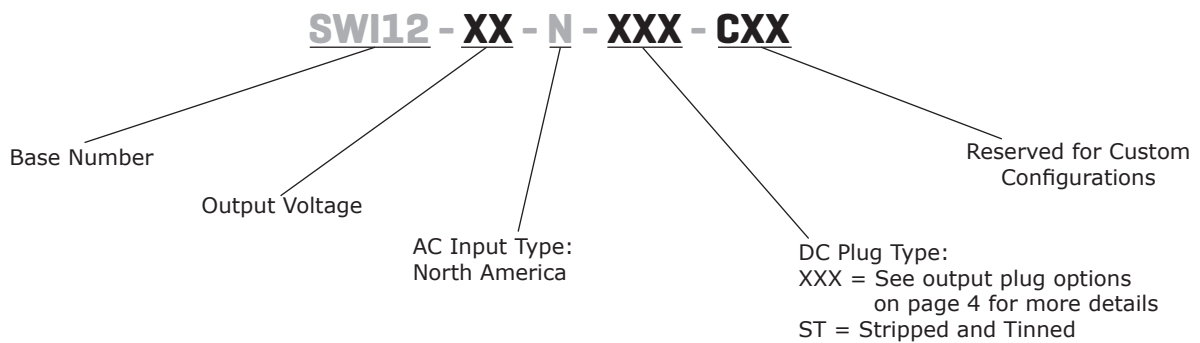 SWI12 - XX - N - XXX - CXX
Base Number
Output Voltage
AC Input Type:
North America
DC Plug Type:
XXX = See output plug options
on page 4 for more details
ST = Stripped and Tinned
Reserved for Custom
Configurations